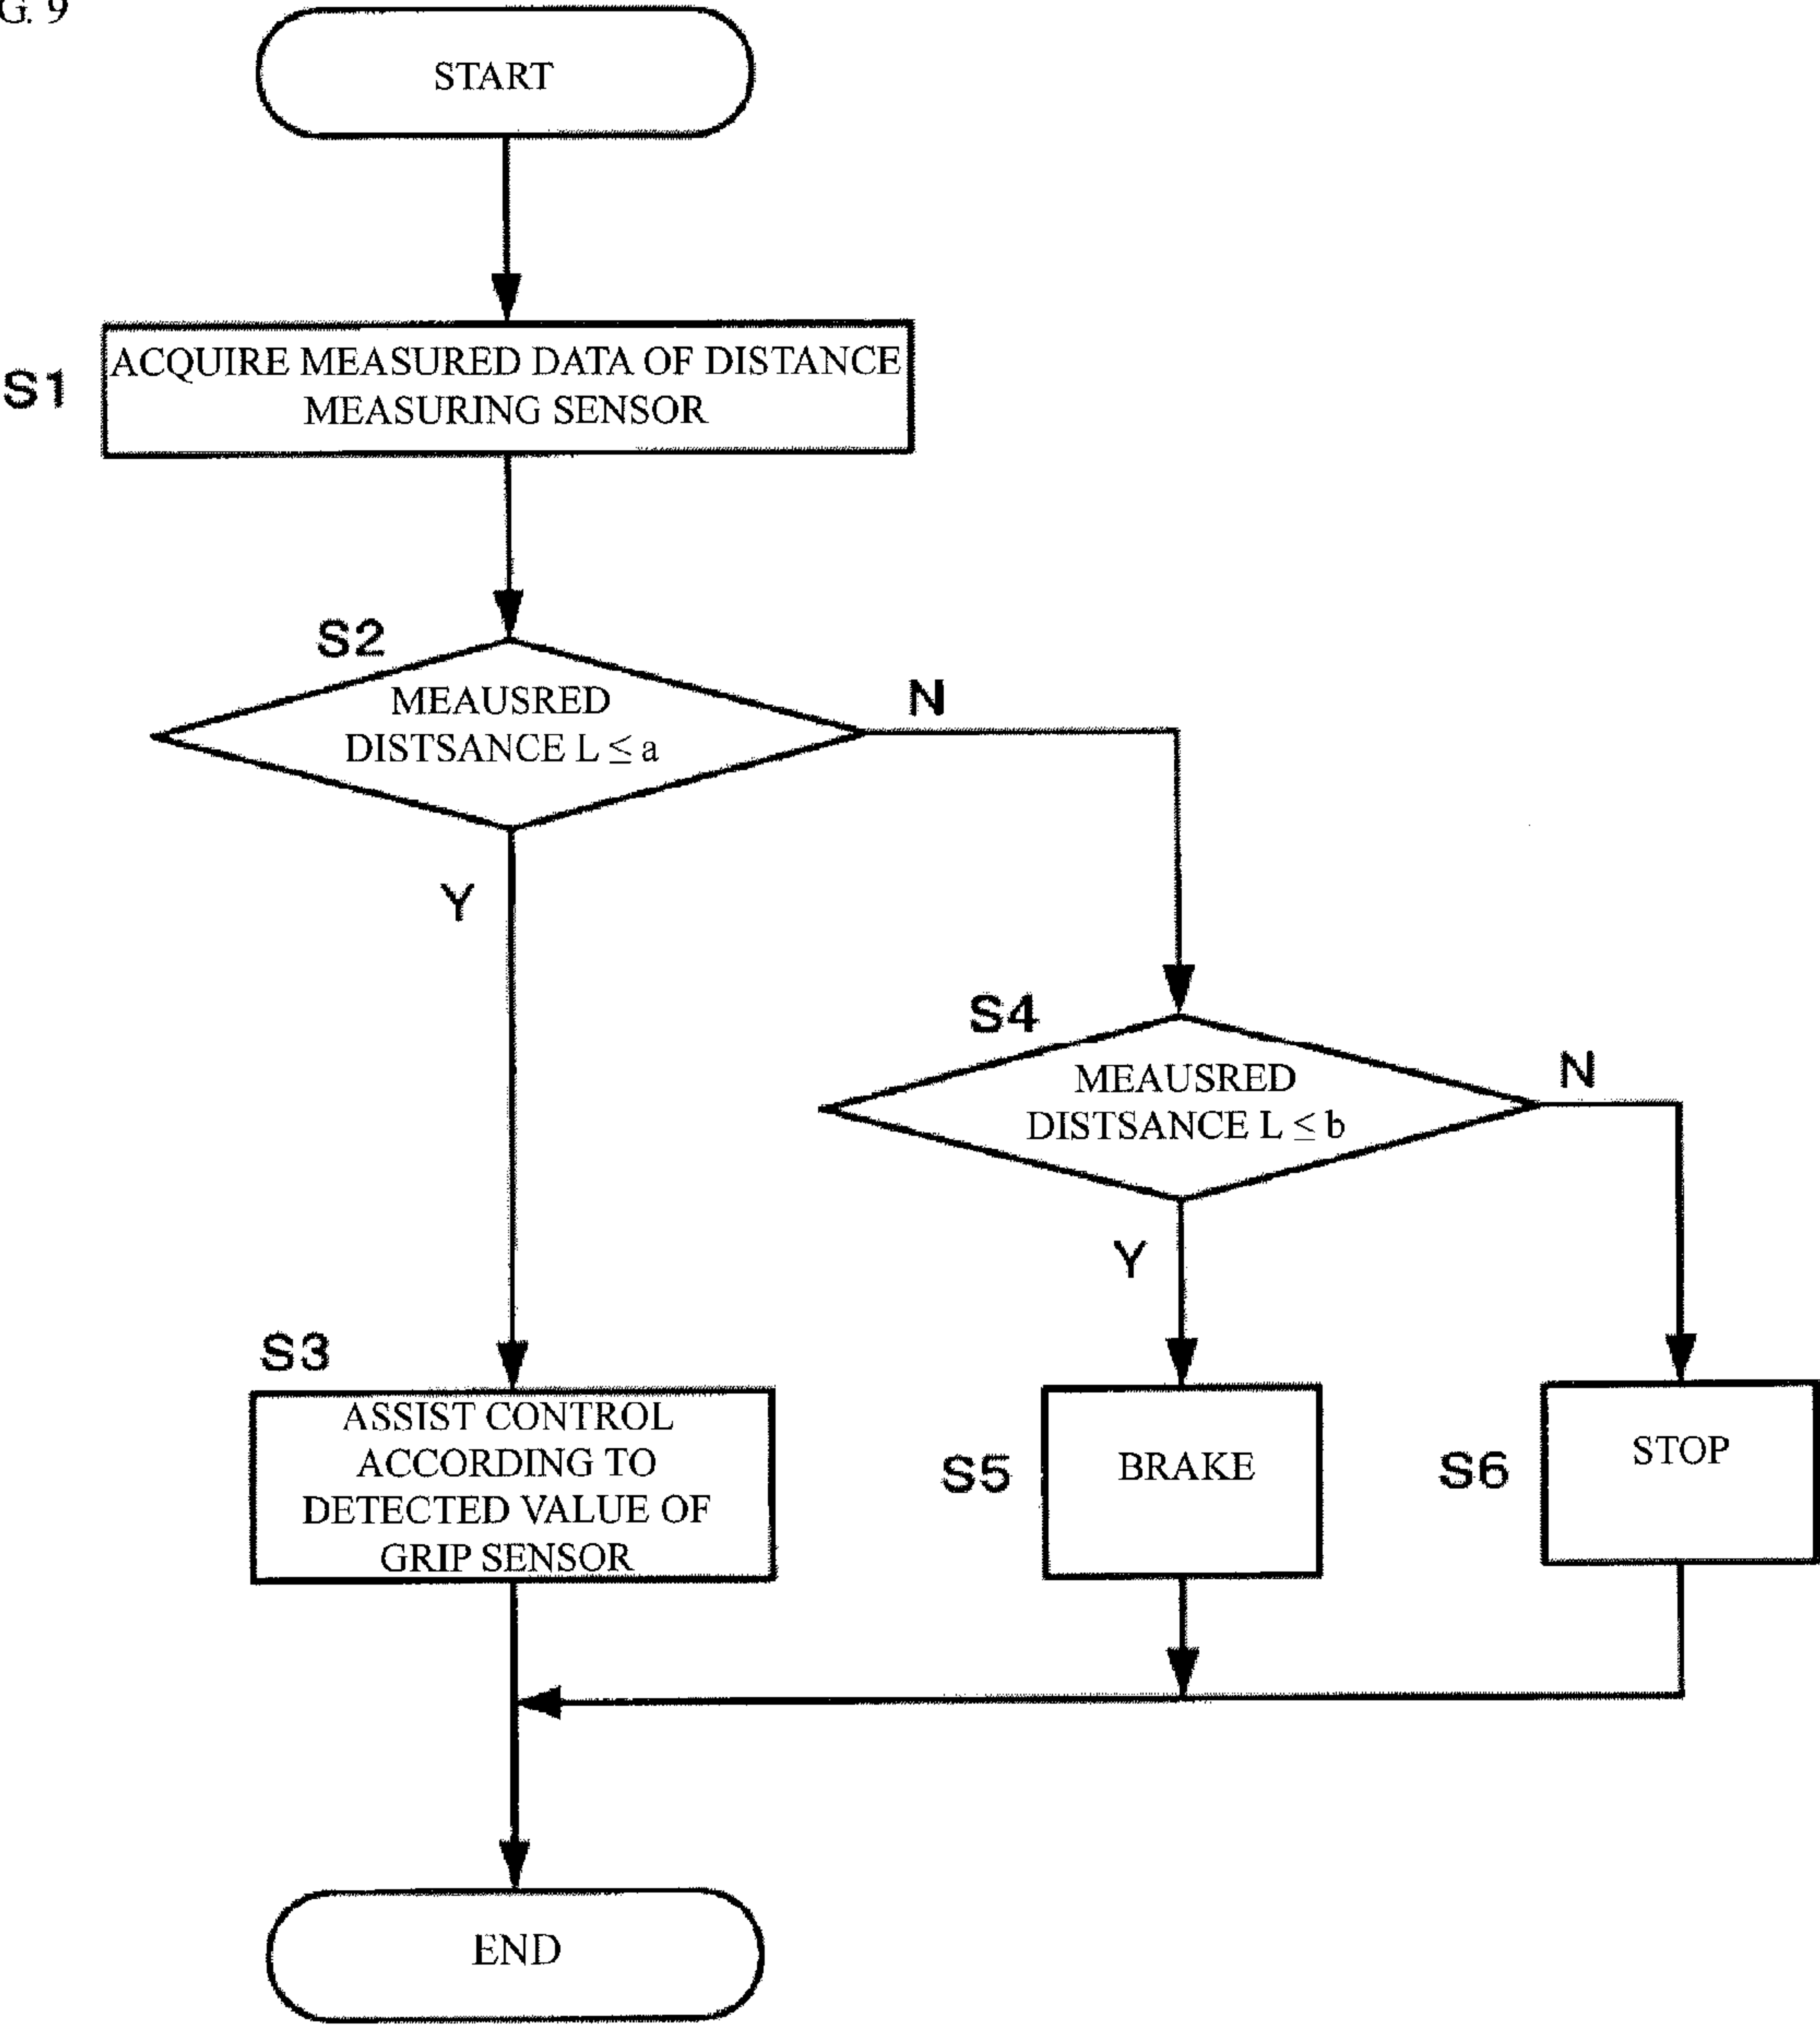 G. 9
START
S1
ACQUIRE MEASURED DATA OF DISTANCE
MEASURING SENSOR
S2
MEAUSRED
DISTSANCE L ≤ a
N
Y
S4
MEAUSRED
DISTSANCE L ≤ b
N
Y
S3
ASSIST CONTROL
ACCORDING TO
DETECTED VALUE OF
GRIP SENSOR
S5
BRAKE
S6
STOP
END